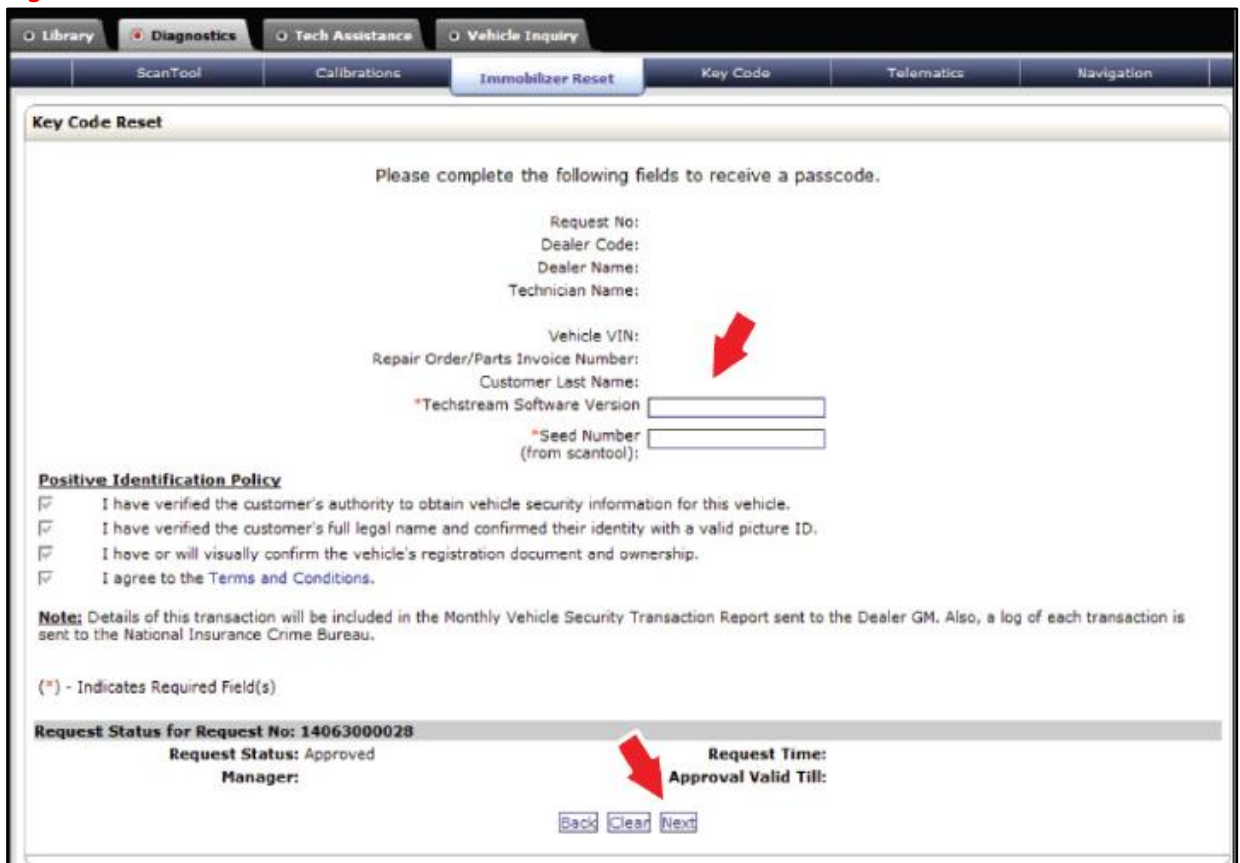 Library Diagnostics Tech Assistance Vehicle Inquiry
ScanTool Calibrations Immobilizer Reset Key Code Telematics Navigation
Key Code Reset
Please complete the following fields to receive a passcode.
Request No:
Dealer Code:
Dealer Name:
Technician Name:
Vehicle VIN:
Repair Order/Parts Invoice Number:
Customer Last Name:
*Techstream Software Version
*Seed Number
(from scantool):
Positive Identification Policy
I have verified the customer's authority to obtain vehicle security information for this vehicle.
I have verified the customer's full legal name and confirmed their identity with a valid picture ID.
I have or will visually confirm the vehicle's registration document and ownership.
I agree to the Terms and Conditions.
Note: Details of this transaction will be included in the Monthly Vehicle Security Transaction Report sent to the Dealer GM. Also, a log of each transaction is
sent to the National Insurance Crime Bureau.
(*) - Indicates Required Field(s)
Request Status for Request No: 14063000028
Request Status: Approved Request Time:
Manager: Approval Valid Till:
Back Clear Next